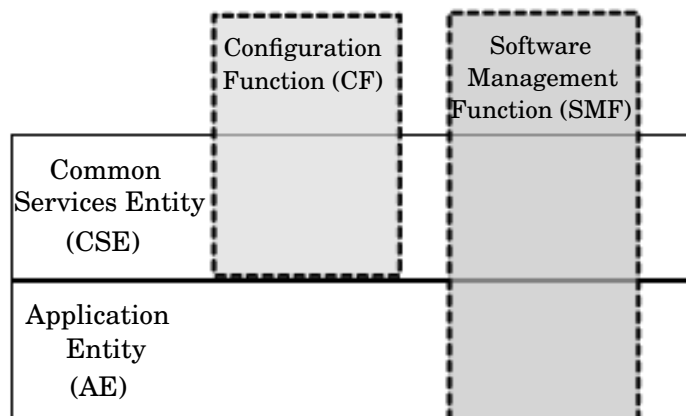 Configuration
Function (CF)
Software
Management
Function (SMF)
Common
Services Entity
(CSE)
Application
Entity
(AE)